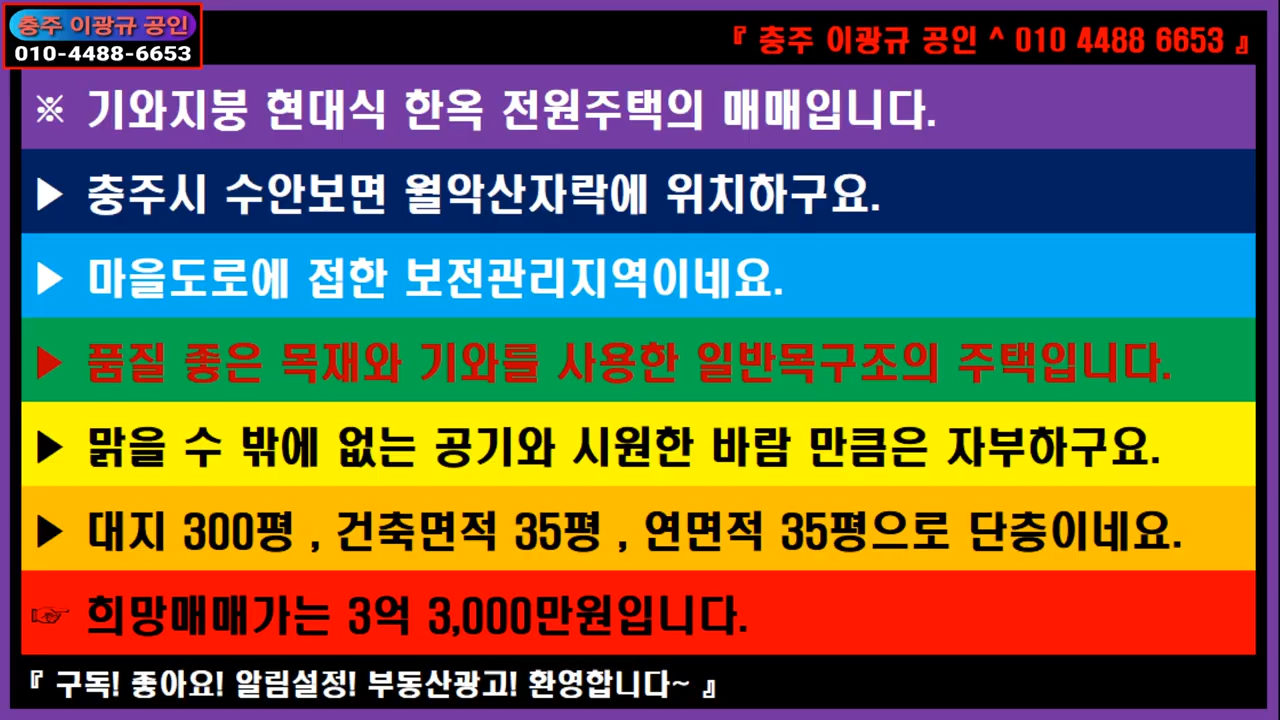 충주 이광규 공인
010-4488-6653
『 충주 이광규 공인 ^ 010 4488 6653 』
※ 기와지붕 현대식 한옥 전원주택의 매매입니다.
▶ 충주시 수안보면 월악산자락에 위치하구요.
▶ 마을도로에 접한 보전관리지역이네요.
▶ 품질 좋은 목재와 기와를 사용한 일반목구조의 주택입니다.
▶ 맑을 수 밖에 없는 공기와 시원한 바람 만큼은 자부하구요.
▶ 대지 300평 , 건축면적 35평 , 연면적 35평으로 단층이네요.
☞ 희망매매가는 3억 3,000만원입니다.
『 구독! 좋아요! 알림설정! 부동산광고! 환영합니다~ 』